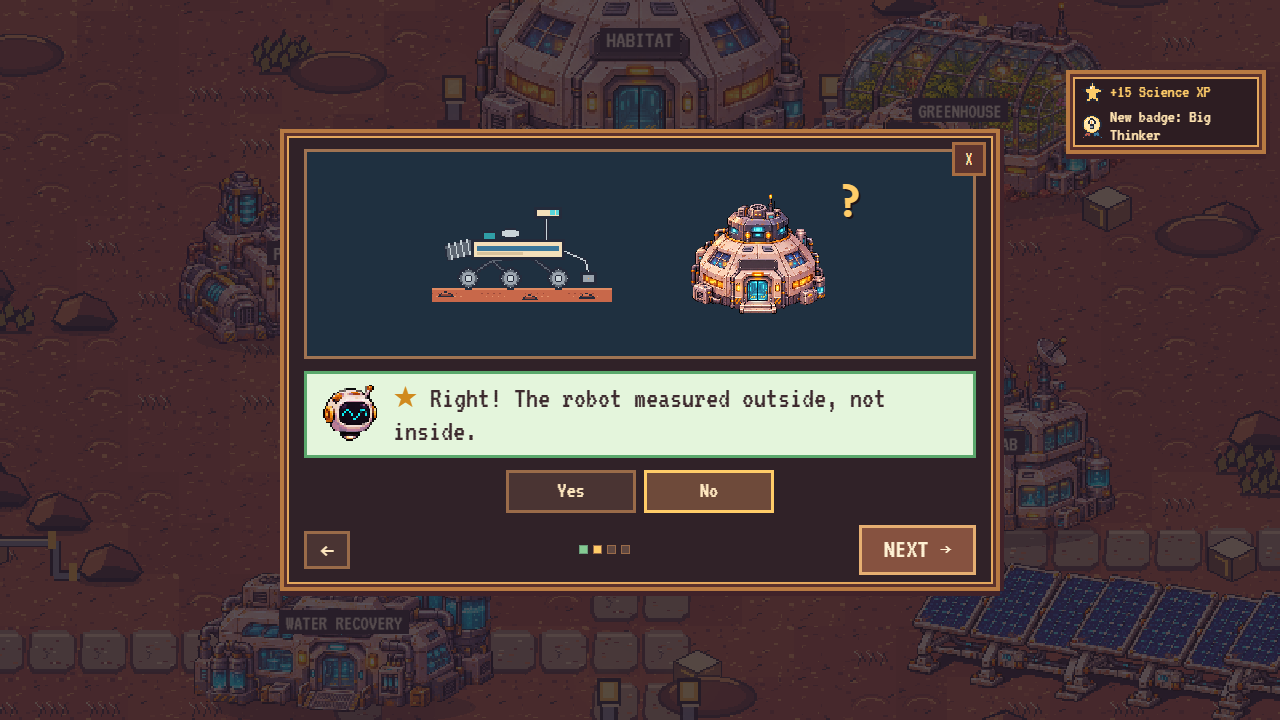 HABITAT
GREENHOUSE
+15 Science XP
New badge: Big
Thinker
X
?
★ Right! The robot measured outside, not
inside.
AB
Yes
No
←
NEXT →
WATER RECOVERY